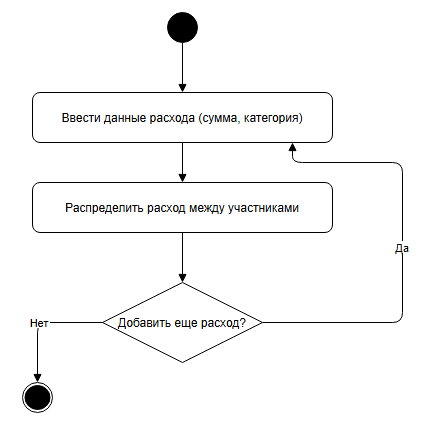 Ввести данные расхода (сумма, категория)
Распределить расход между участниками
Да
Добавить еще расход?
Нет